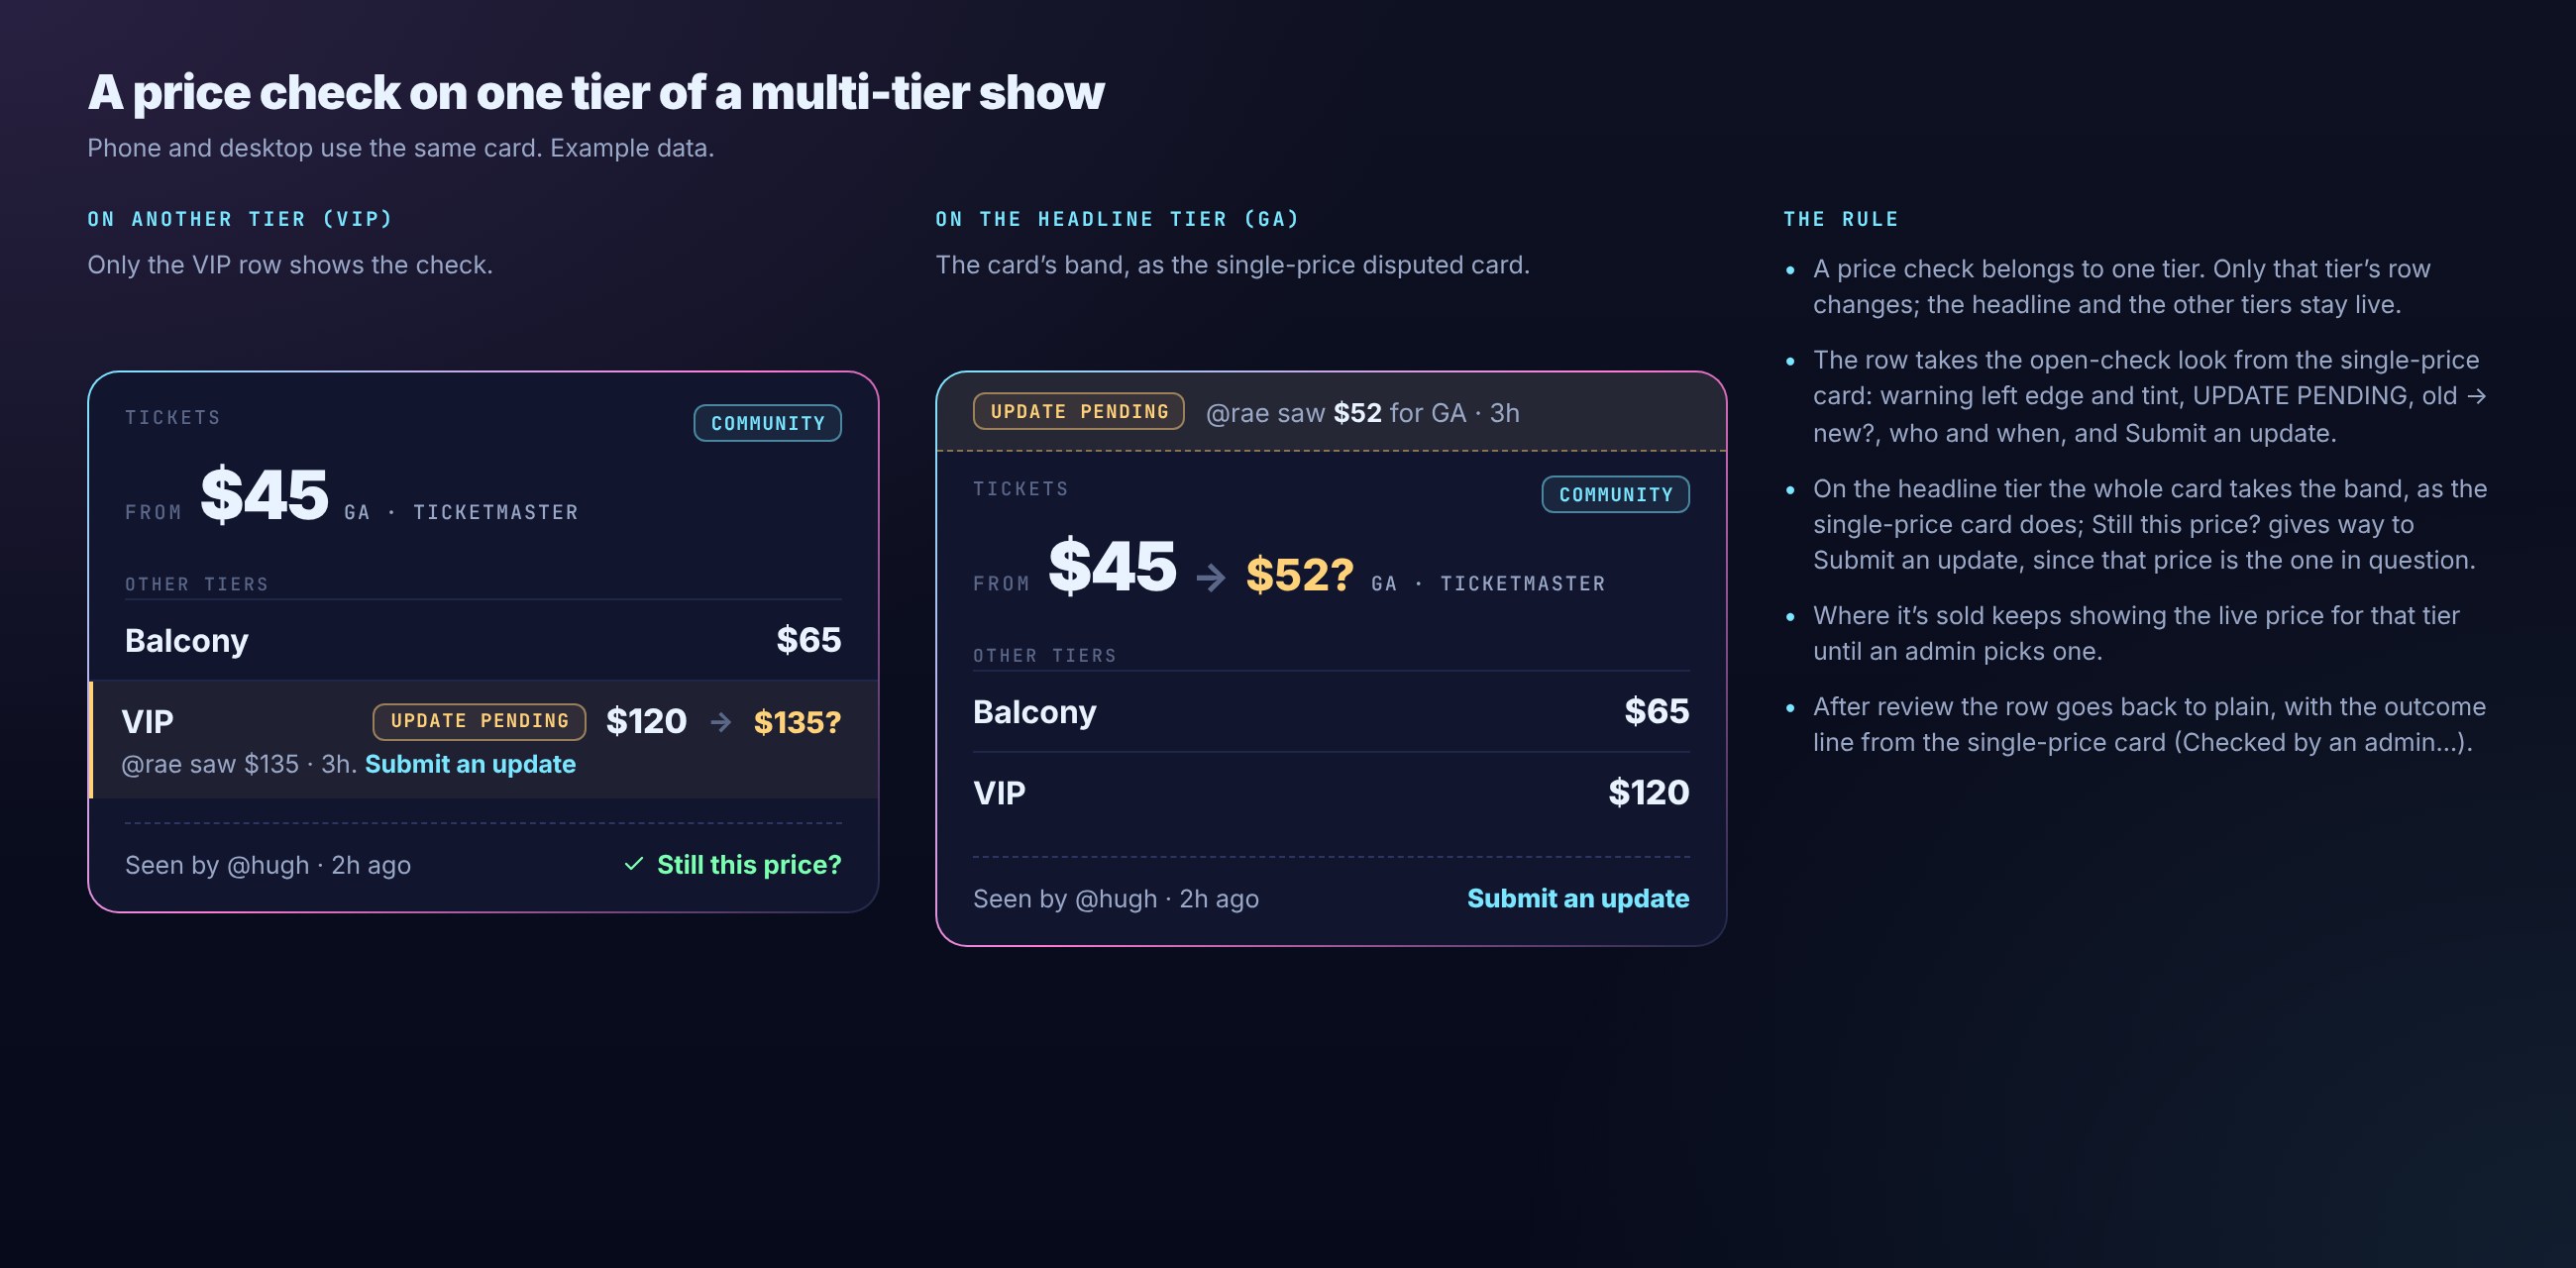 A price check on one tier of a multi-tier show
Phone and desktop use the same card. Example data.
ON ANOTHER TIER (VIP)
Only the VIP row shows the check.
TICKETS
COMMUNITY
FROM $45 GA · TICKETMASTER
OTHER TIERS
Balcony $65
VIP UPDATE PENDING $120 → $135?
@rae saw $135 · 3h. Submit an update
Seen by @hugh · 2h ago ✓ Still this price?
ON THE HEADLINE TIER (GA)
The card’s band, as the single-price disputed card.
UPDATE PENDING @rae saw $52 for GA · 3h
TICKETS
COMMUNITY
FROM $45 → $52? GA · TICKETMASTER
OTHER TIERS
Balcony $65
VIP $120
Seen by @hugh · 2h ago Submit an update
THE RULE
• A price check belongs to one tier. Only that tier’s row
changes; the headline and the other tiers stay live.
• The row takes the open-check look from the single-price
card: warning left edge and tint, UPDATE PENDING, old →
new?, who and when, and Submit an update.
• On the headline tier the whole card takes the band, as the
single-price card does; Still this price? gives way to
Submit an update, since that price is the one in question.
• Where it’s sold keeps showing the live price for that tier
until an admin picks one.
• After review the row goes back to plain, with the outcome
line from the single-price card (Checked by an admin…).